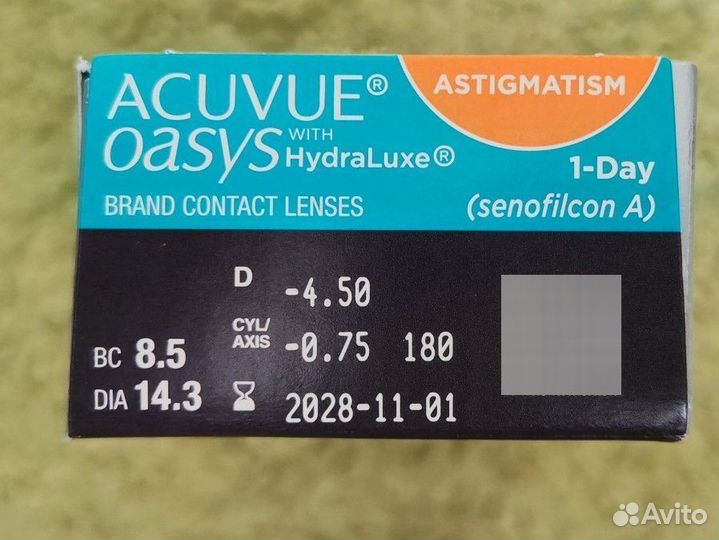 ACUVUE® ASTIGMATISM
oasys WITH HydraLuxe®
1-Day
BRAND CONTACT LENSES (senofilcon A)
D -4.50
BC 8.5 CYL/AXIS -0.75 180
DIA 14.3 2028-11-01
Avito